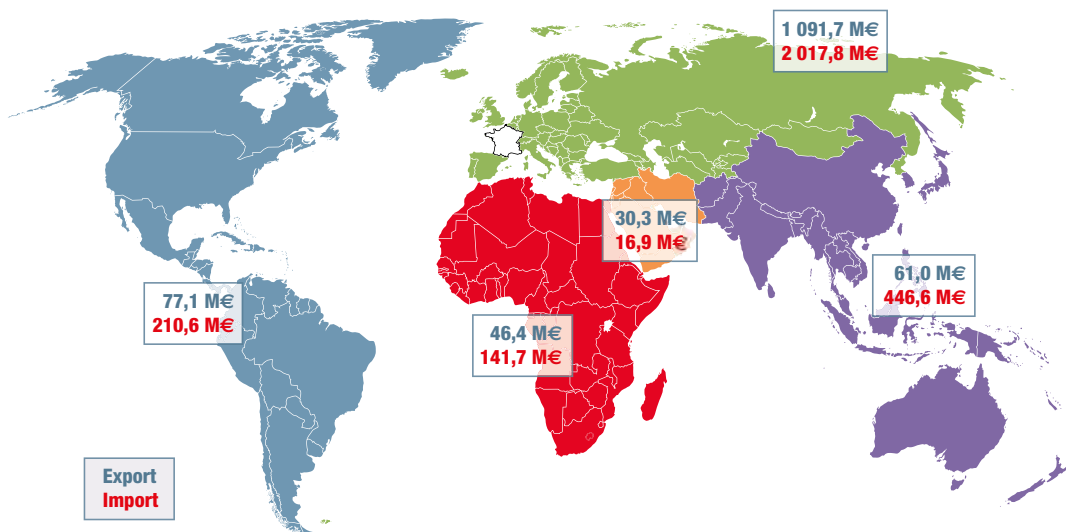 1 091,7 M€
2 017,8 M€
30,3 M€
16,9 M€
61,0 M€
446,6 M€
77,1 M€
210,6 M€
46,4 M€
141,7 M€
Export
Import